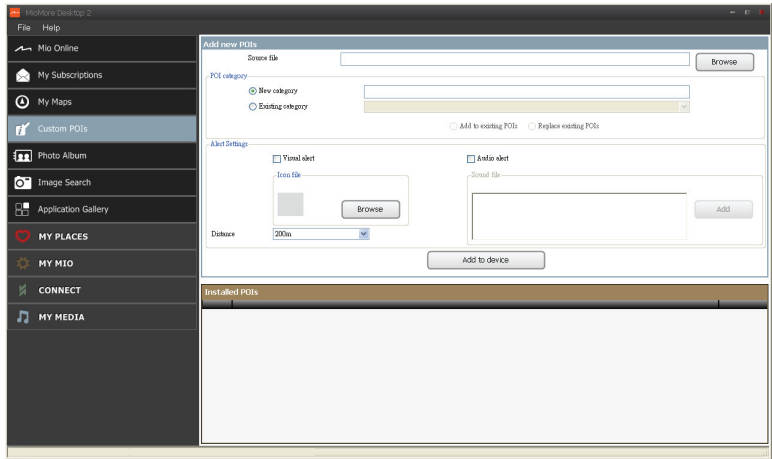 MioMore Desktop 2
File Help
Mio Online
My Subscriptions
My Maps
Custom POIs
Photo Album
Image Search
Application Gallery
MY PLACES
MY MIO
CONNECT
MY MEDIA
Add new POIs
Source file
Browse
POI category
New category
Existing category
Add to existing POIs Replace existing POIs
Alert Settings
Visual alert Audio alert
Icon file Sound file
Browse Add
Distance 200m
Add to device
Installed POIs